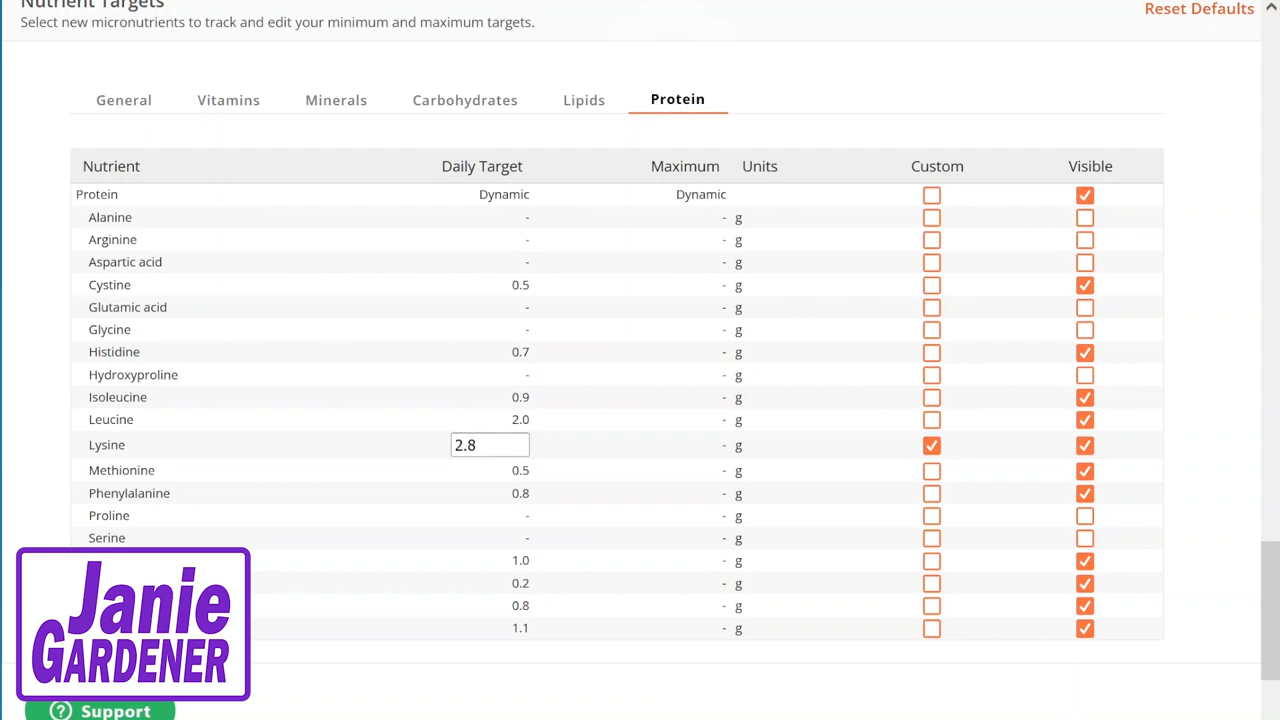 Nutrient Targets
Reset Defaults
Select new micronutrients to track and edit your minimum and maximum targets.
General Vitamins Minerals Carbohydrates Lipids Protein
Nutrient Daily Target Maximum Units Custom Visible
Protein Dynamic Dynamic
Alanine - - g
Arginine - - g
Aspartic acid - - g
Cystine 0.5 - g
Glutamic acid - - g
Glycine - - g
Histidine 0.7 - g
Hydroxyproline - - g
Isoleucine 0.9 - g
Leucine 2.0 - g
Lysine 2.8 - g
Methionine 0.5 - g
Phenylalanine 0.8 - g
Proline - - g
Serine - - g
1.0 - g
0.2 - g
0.8 - g
1.1 - g
Janie
GARDENER
? Support